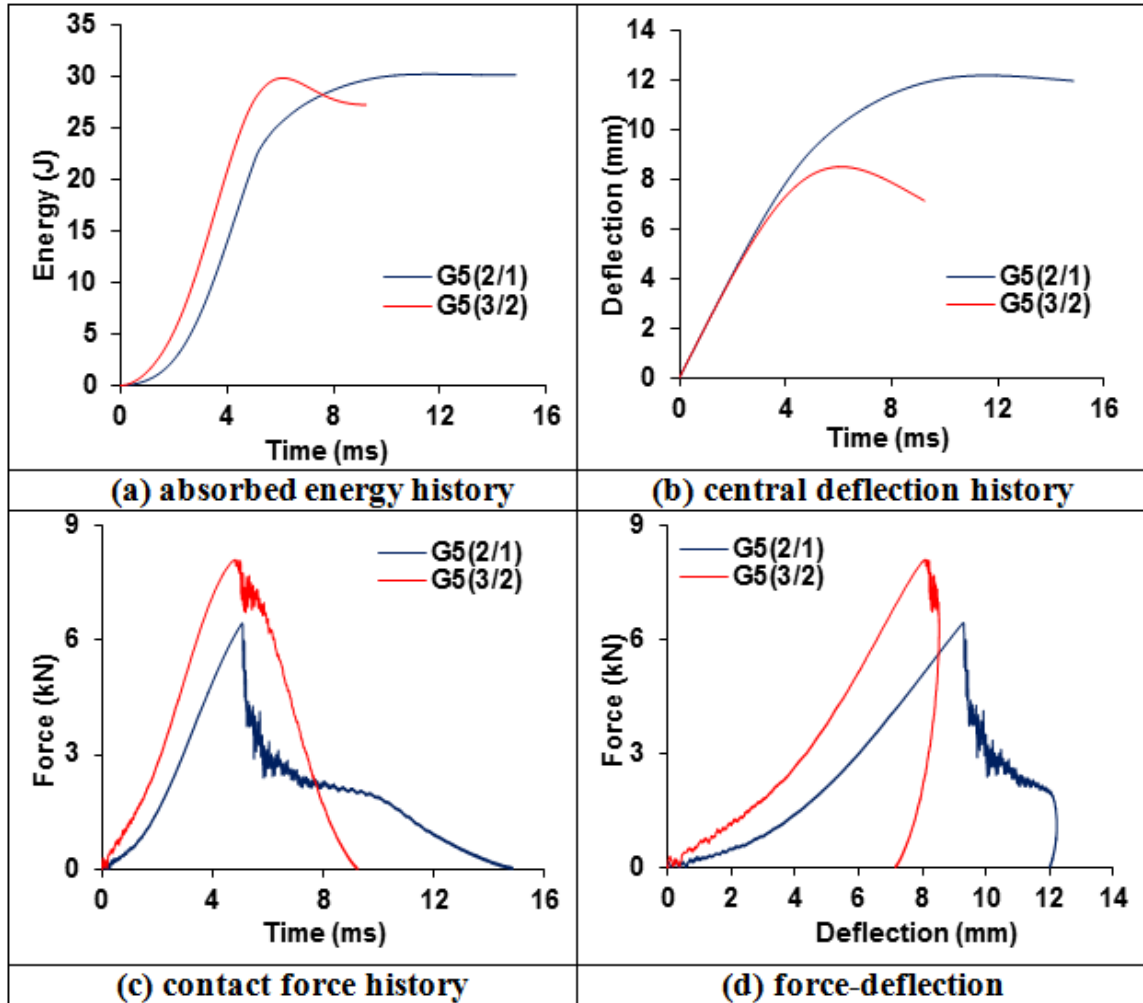 35
30
25
20
15
10
5
0
Energy (J)
G5(2/1)
G5(3/2)
0 4 8 12 16
Time (ms)
(a) absorbed energy history
14
12
10
8
6
4
2
0
Deflection (mm)
G5(2/1)
G5(3/2)
0 4 8 12 16
Time (ms)
(b) central deflection history
9
6
3
0
Force (kN)
G5(2/1)
G5(3/2)
0 4 8 12 16
Time (ms)
(c) contact force history
9
6
3
0
Force (kN)
G5(2/1)
G5(3/2)
0 2 4 6 8 10 12 14
Deflection (mm)
(d) force-deflection